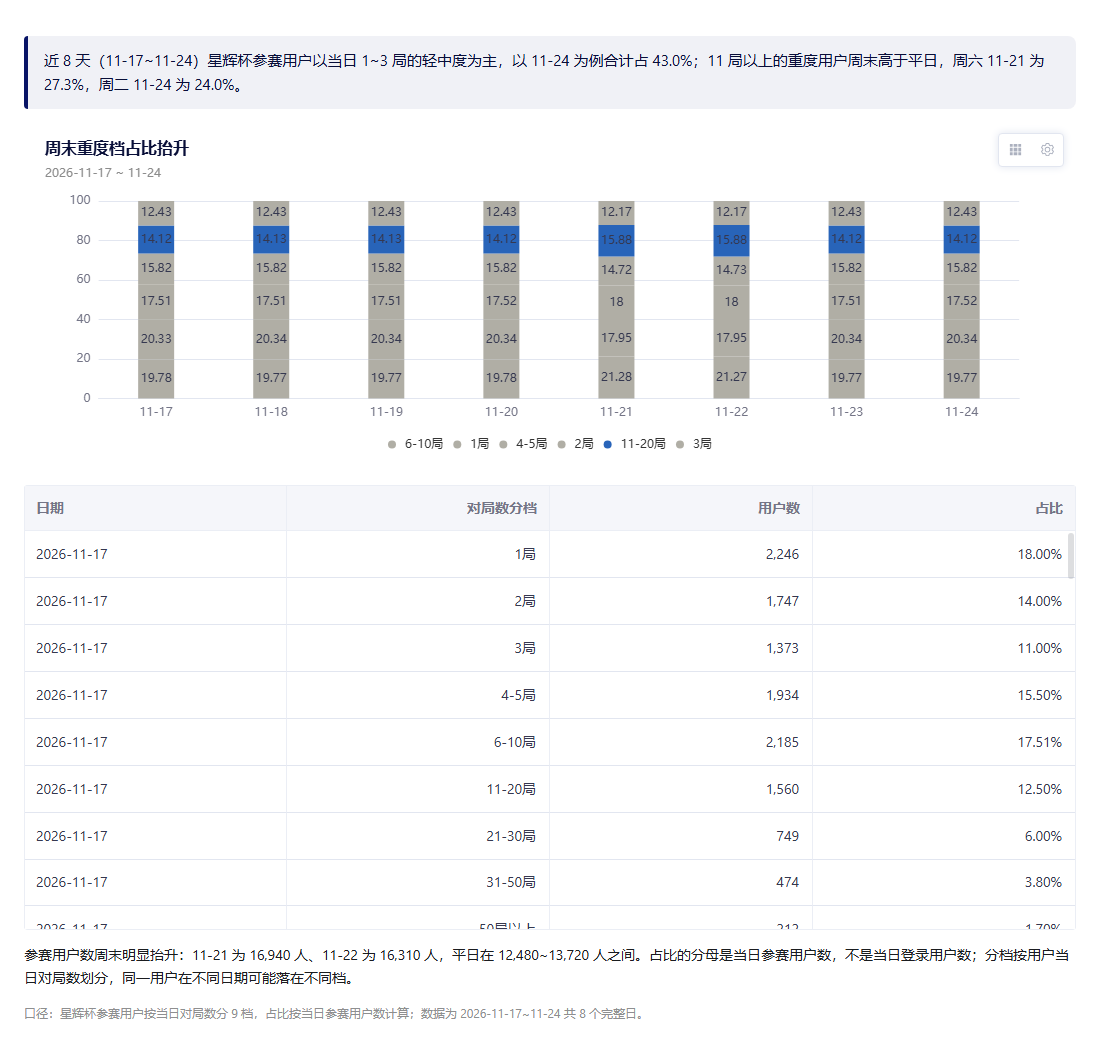 近 8 天（11-17~11-24）星辉杯参赛用户以当日 1~3 局的轻中度为主，以 11-24 为例合计占 43.0%；11 局以上的重度用户周末高于平日，周六 11-21 为
27.3%，周二 11-24 为 24.0%。
周末重度档占比抬升
2026-11-17 ~ 11-24
100
12.43 12.43 12.43 12.43 12.17 12.17 12.43 12.43
80
14.12 14.13 14.13 14.12 15.88 15.88 14.12 14.12
15.82 15.82 15.82 15.82 14.72 14.73 15.82 15.82
60
17.51 17.51 17.51 17.52 18 18 17.51 17.52
40
20.33 20.34 20.34 20.34 17.95 17.95 20.34 20.34
20
19.78 19.77 19.77 19.78 21.28 21.27 19.77 19.77
0
11-17 11-18 11-19 11-20 11-21 11-22 11-23 11-24
6-10局 1局 4-5局 2局 11-20局 3局
日期 对局数分档 用户数 占比
2026-11-17 1局 2,246 18.00%
2026-11-17 2局 1,747 14.00%
2026-11-17 3局 1,373 11.00%
2026-11-17 4-5局 1,934 15.50%
2026-11-17 6-10局 2,185 17.51%
2026-11-17 11-20局 1,560 12.50%
2026-11-17 21-30局 749 6.00%
2026-11-17 31-50局 474 3.80%
2026-11-17 50局以上 212 1.70%
参赛用户数周末明显抬升：11-21 为 16,940 人、11-22 为 16,310 人，平日在 12,480~13,720 人之间。占比的分母是当日参赛用户数，不是当日登录用户数；分档按用户当
日对局数划分，同一用户在不同日期可能落在不同档。
口径：星辉杯参赛用户按当日对局数分 9 档，占比按当日参赛用户数计算；数据为 2026-11-17~11-24 共 8 个完整日。